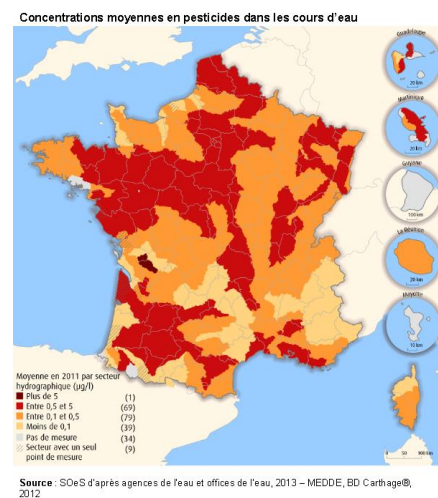 Concentrations moyennes en pesticides dans les cours d'eau
Guadeloupe
20 km
Martinique
20 km
Guyane
100 km
La Réunion
20 km
Mayotte
10 km
Moyenne en 2011 par secteur
hydrographique (µg/l)
Plus de 5 (1)
Entre 0,5 et 5 (69)
Entre 0,1 et 0,5 (79)
Moins de 0,1 (39)
Pas de mesure (34)
Secteur avec un seul (9)
point de mesure
0 50 100 km
Source : SOeS d'après agences de l'eau et offices de l'eau, 2013 – MEDDE, BD Carthage®,
2012